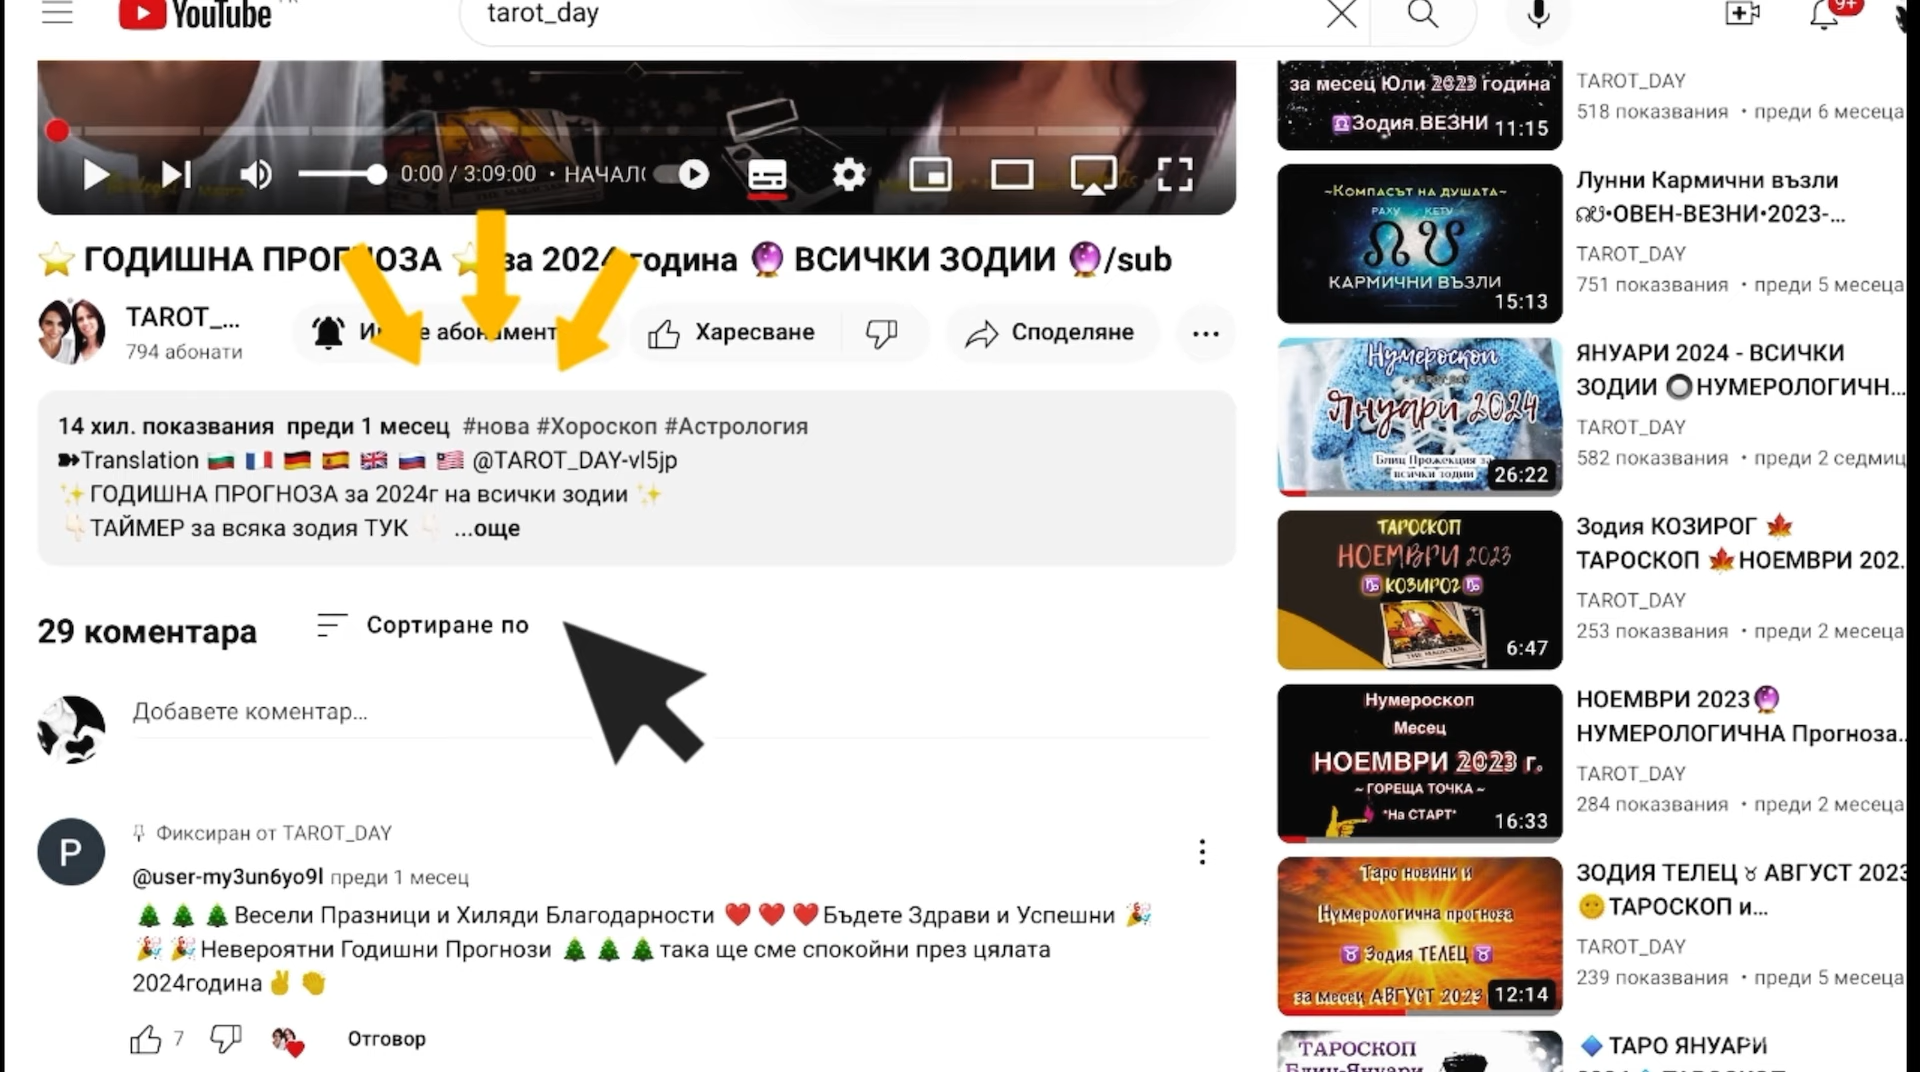 YouTube
tarot_day
9+
0:00 / 3:09:00 • НАЧАЛ
ГОДИШНА ПРОГНОЗА за 2024 година ВСИЧКИ ЗОДИИ /sub
TAROT_...
794 абонати
абонамент
Харесване
Споделяне
14 хил. показвания преди 1 месец #нова #Хороскоп #Астрология
Translation @TAROT_DAY-vl5jp
ГОДИШНА ПРОГНОЗА за 2024г на всички зодии
ТАЙМЕР за всяка зодия ТУК ...още
29 коментара
Сортиране по
Добавете коментар...
P
Фиксиран от TAROT_DAY
@user-my3un6yo9l преди 1 месец
Весели Празници и Хиляди Благодарности Бъдете Здрави и Успешни
Невероятни Годишни Прогнози така ще сме спокойни през цялата
2024година
7
Отговор
за месец Юли 2023 година
♎Зодия ВЕЗНИ
11:15
TAROT_DAY
518 показвания • преди 6 месеца
~КОМПАСЪТ НА ДУШАТА~
РАХУ КЕТУ
☊ ☋
КАРМИЧНИ ВЪЗЛИ
15:13
Лунни Кармични възли
☊☋•ОВЕН-ВЕЗНИ•2023-...
TAROT_DAY
751 показвания • преди 5 месеца
Нумероскоп
Януари 2024
Блиц Прожекция за
всички зодии
26:22
ЯНУАРИ 2024 - ВСИЧКИ
ЗОДИИ НУМЕРОЛОГИЧН...
TAROT_DAY
582 показвания • преди 2 седмиц
ТАРОСКОП
НОЕМВРИ 2023
♑КОЗИРОГ♑
THE MAGICIAN
6:47
Зодия КОЗИРОГ
ТАРОСКОП НОЕМВРИ 202.
TAROT_DAY
253 показвания • преди 2 месеца
Нумероскоп
Месец
НОЕМВРИ 2023 г.
~ ГОРЕЩА ТОЧКА ~
*На СТАРТ*
16:33
НОЕМВРИ 2023
НУМЕРОЛОГИЧНА Прогноза..
TAROT_DAY
284 показвания • преди 2 месеца
Таро новини и
Нумерологична прогноза
♉ Зодия ТЕЛЕЦ ♉
за месец АВГУСТ 2023
12:14
ЗОДИЯ ТЕЛЕЦ ♉ АВГУСТ 2023
ТАРОСКОП и...
TAROT_DAY
239 показвания • преди 5 месеца
ТАРОСКОП
Блиц-Януари
ТАРО ЯНУАРИ